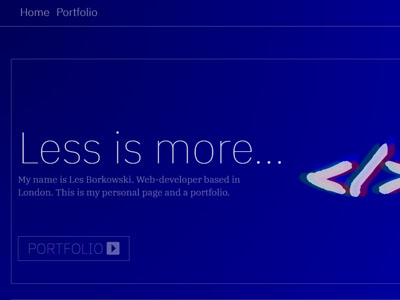 Home Portfolio
Less is more...
My name is Les Borkowski. Web-developer based in
London. This is my personal page and a portfolio.
</>
PORTFOLIO